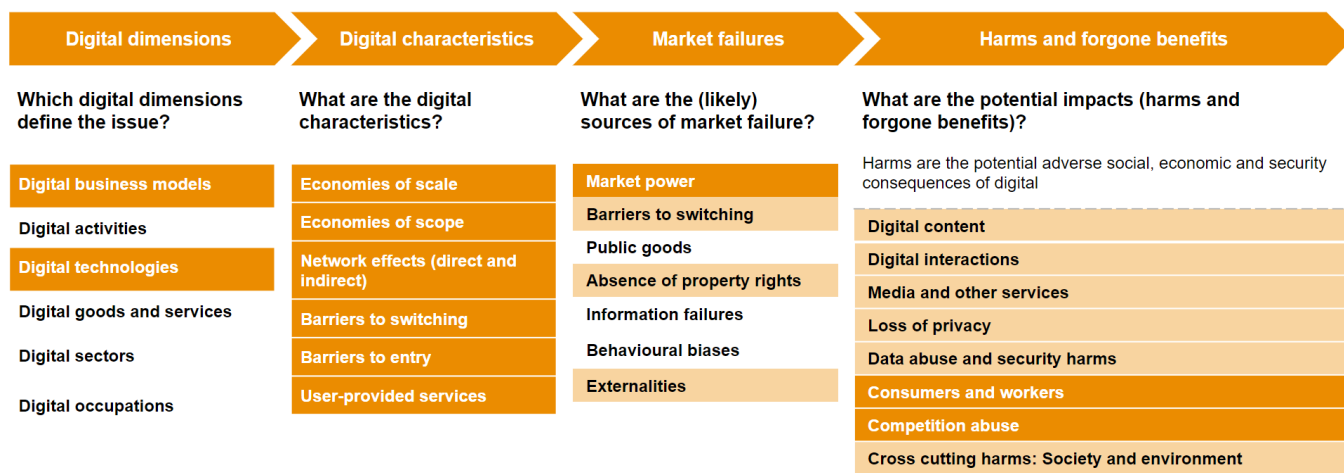 Digital dimensions
Digital characteristics
Market failures
Harms and forgone benefits
Which digital dimensions
define the issue?
Digital business models
Digital activities
Digital technologies
Digital goods and services
Digital sectors
Digital occupations
What are the digital
characteristics?
Economies of scale
Economies of scope
Network effects (direct and
indirect)
Barriers to switching
Barriers to entry
User-provided services
What are the (likely)
sources of market failure?
Market power
Barriers to switching
Public goods
Absence of property rights
Information failures
Behavioural biases
Externalities
What are the potential impacts (harms and
forgone benefits)?
Harms are the potential adverse social, economic and security
consequences of digital
Digital content
Digital interactions
Media and other services
Loss of privacy
Data abuse and security harms
Consumers and workers
Competition abuse
Cross cutting harms: Society and environment